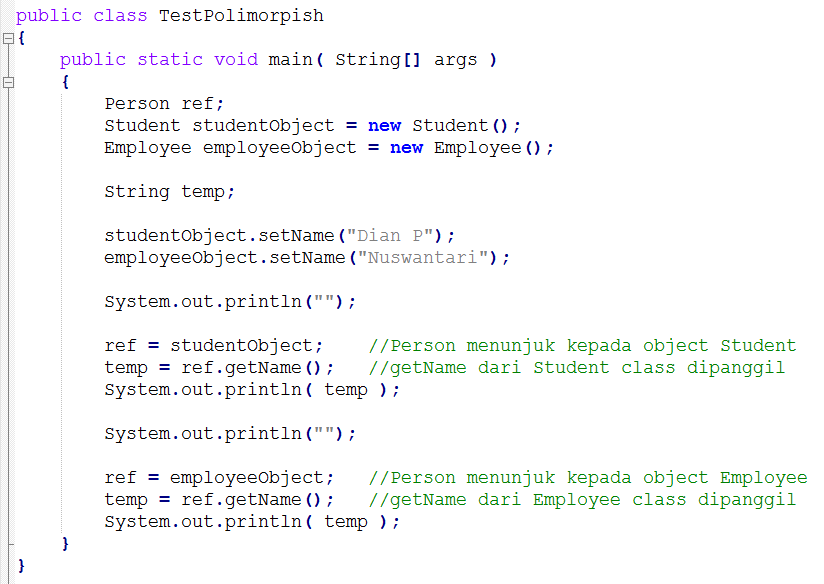 public class TestPolimorpish
{
    public static void main( String[] args )
    {
        Person ref;
        Student studentObject = new Student();
        Employee employeeObject = new Employee();

        String temp;

        studentObject.setName("Dian P");
        employeeObject.setName("Nuswantari");

        System.out.println("");

        ref = studentObject;    //Person menunjuk kepada object Student
        temp = ref.getName();   //getName dari Student class dipanggil
        System.out.println( temp );

        System.out.println("");

        ref = employeeObject;   //Person menunjuk kepada object Employee
        temp = ref.getName();   //getName dari Employee class dipanggil
        System.out.println( temp );
    }
}